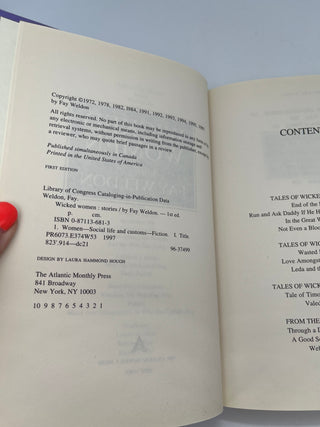 Copyright ©1972, 1978, 1982, 1984, 1991, 1992, 1993, 1994, 1995, 1995
by Fay Weldon
All rights reserved. No part of this book may be reproduced in any form or by
any electronic or mechanical means, including information storage and
retrieval systems, without permission in writing from the publisher, except by
a reviewer, who may quote brief passages in a review.
Published simultaneously in Canada
Printed in the United States of America
FIRST EDITION
Library of Congress Cataloging-in-Publication Data
Weldon, Fay.
Wicked women : stories / by Fay Weldon. — 1st ed.
p. cm.
ISBN 0-87113-681-3
1. Women—Social life and customs—Fiction. I. Title
PR6073.E374W53 1997
823'.914—dc21 96-37499
DESIGN BY LAURA HAMMOND HOUGH
The Atlantic Monthly Press
841 Broadway
New York, NY 10003
10 9 8 7 6 5 4 3 2 1
CONTEN
TALES OF WICKE
End of the
Run and Ask Daddy If He H
In the Great W
Not Even a Bloo
TALES OF WICKE
Wasted
Love Amongst
Leda and th
TALES OF WICKED
Tale of Timo
Valed
FROM THE
Through a D
A Good So
Web